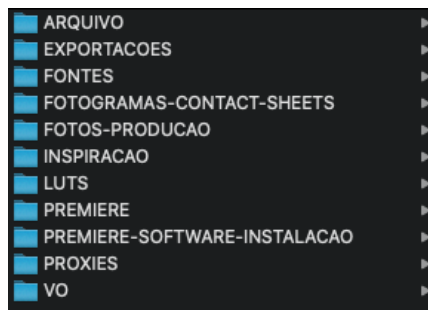 ARQUIVO
EXPORTACOES
FONTES
FOTOGRAMAS-CONTACT-SHEETS
FOTOS-PRODUCAO
INSPIRACAO
LUTS
PREMIERE
PREMIERE-SOFTWARE-INSTALACAO
PROXIES
VO